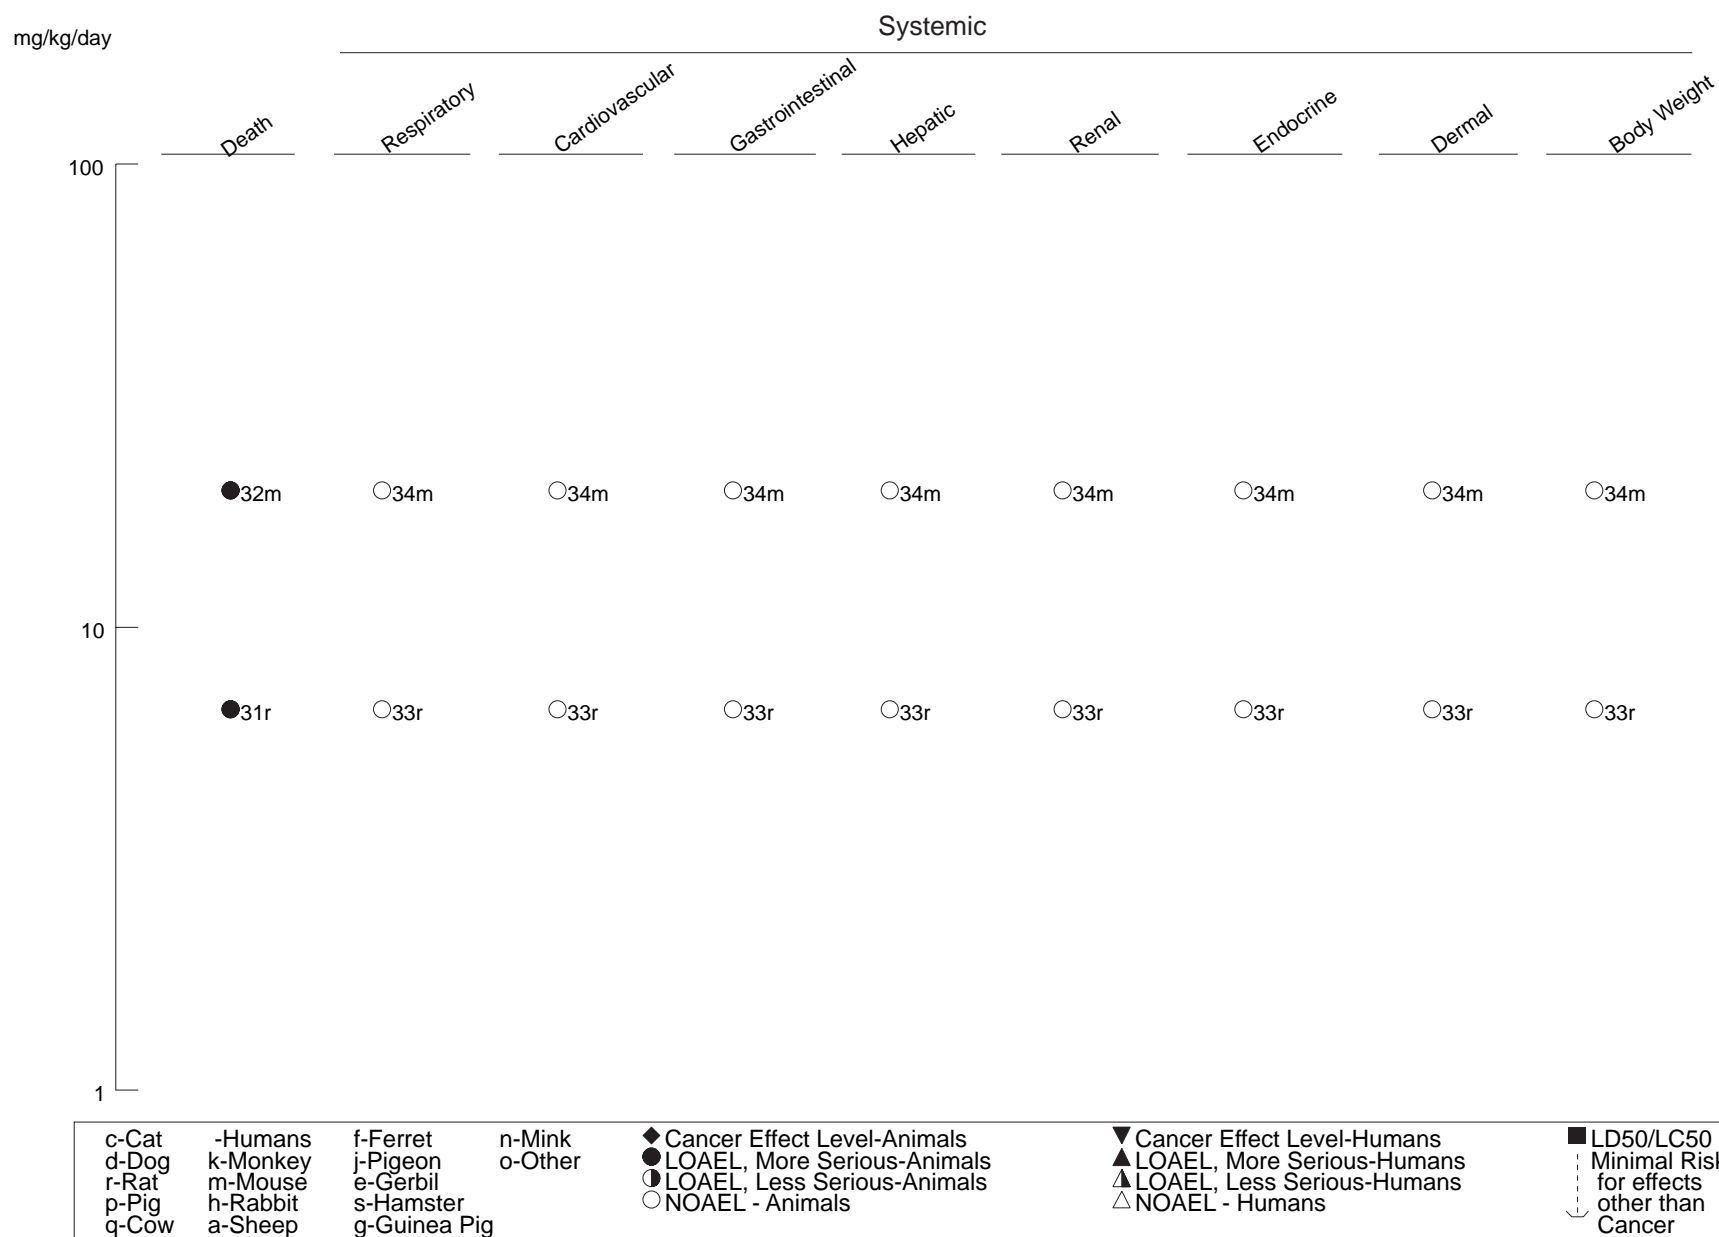 Systemic
mg/kg/day
Death Respiratory Cardiovascular Gastrointestinal Hepatic Renal Endocrine Dermal Body Weight
100
32m 34m 34m 34m 34m 34m 34m 34m 34m
10
31r 33r 33r 33r 33r 33r 33r 33r 33r
1
c-Cat -Humans f-Ferret n-Mink Cancer Effect Level-Animals Cancer Effect Level-Humans LD50/LC50
d-Dog k-Monkey j-Pigeon o-Other LOAEL, More Serious-Animals LOAEL, More Serious-Humans Minimal Risk
r-Rat m-Mouse e-Gerbil LOAEL, Less Serious-Animals LOAEL, Less Serious-Humans for effects
p-Pig h-Rabbit s-Hamster NOAEL - Animals NOAEL - Humans other than
q-Cow a-Sheep g-Guinea Pig Cancer